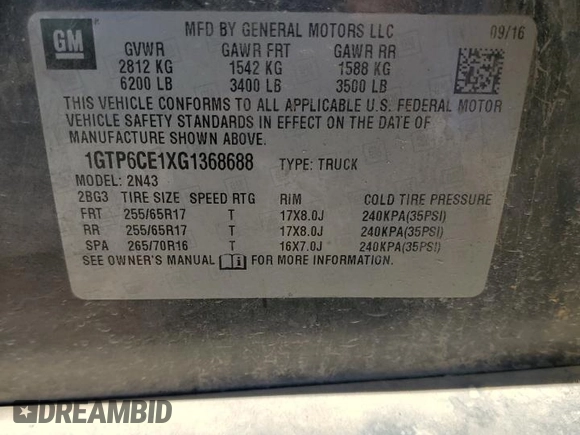 GM
MFD BY GENERAL MOTORS LLC 09/16
GVWR GAWR FRT GAWR RR
2812 KG 1542 KG 1588 KG
6200 LB 3400 LB 3500 LB
THIS VEHICLE CONFORMS TO ALL APPLICABLE U.S. FEDERAL MOTOR
VEHICLE SAFETY STANDARDS IN EFFECT ON THE DATE OF
MANUFACTURE SHOWN ABOVE.
1GTP6CE1XG1368688 TYPE: TRUCK
MODEL: 2N43
2BG3 TIRE SIZE SPEED RTG RIM COLD TIRE PRESSURE
FRT 255/65R17 T 17X8.0J 240KPA(35PSI)
RR 255/65R17 T 17X8.0J 240KPA(35PSI)
SPA 265/70R16 T 16X7.0J 240KPA(35PSI)
SEE OWNER'S MANUAL FOR MORE INFORMATION.
DREAMBID